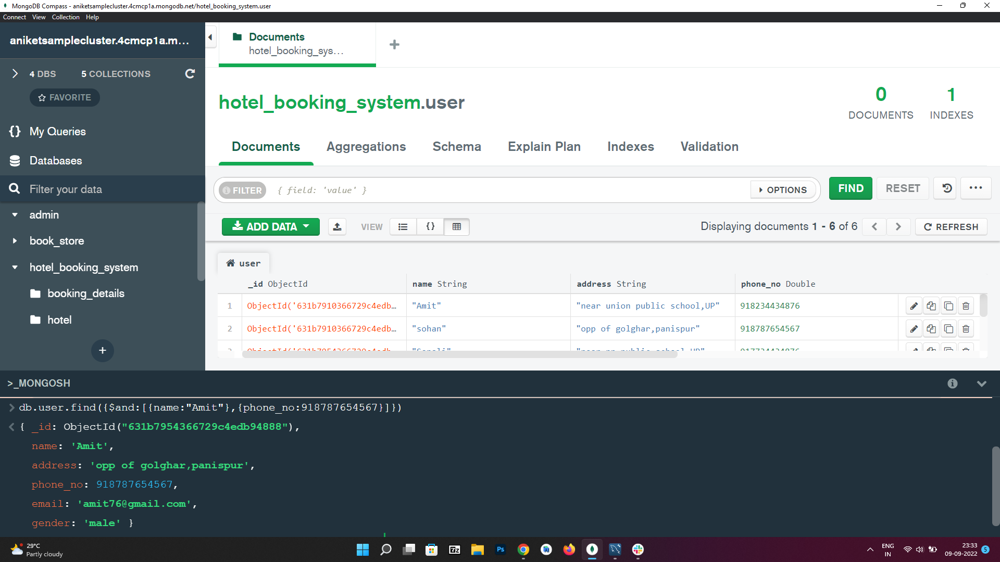 MongoDB Compass - aniketsamplecluster.4cmcp1a.mongodb.net/hotel_booking_system.user
Connect View Collection Help
aniketsamplecluster.4cmcp1a.m...
Documents
hotel_booking_sys...
4 DBS 5 COLLECTIONS
FAVORITE
My Queries
Databases
Filter your data
admin
book_store
hotel_booking_system
booking_details
hotel
+
hotel_booking_system.user
0
DOCUMENTS
1
INDEXES
Documents Aggregations Schema Explain Plan Indexes Validation
FILTER { field: 'value' } OPTIONS FIND RESET ...
ADD DATA VIEW {} Displaying documents 1 - 6 of 6 REFRESH
user
_id ObjectId name String address String phone_no Double
1 ObjectId('631b7910366729c4edb... "Amit" "near union public school,UP" 918234434876
2 ObjectId('631b7910366729c4edb... "sohan" "opp of golghar,panispur" 918787654567
>_MONGOSH
> db.user.find({$and:[{name:"Amit"},{phone_no:918787654567}]})
< { _id: ObjectId("631b7954366729c4edb94888"),
name: 'Amit',
address: 'opp of golghar,panispur',
phone_no: 918787654567,
email: 'amit76@gmail.com',
gender: 'male' }
29°C
Partly cloudy
7z
Ps
ENG
IN
23:33
09-09-2022
5